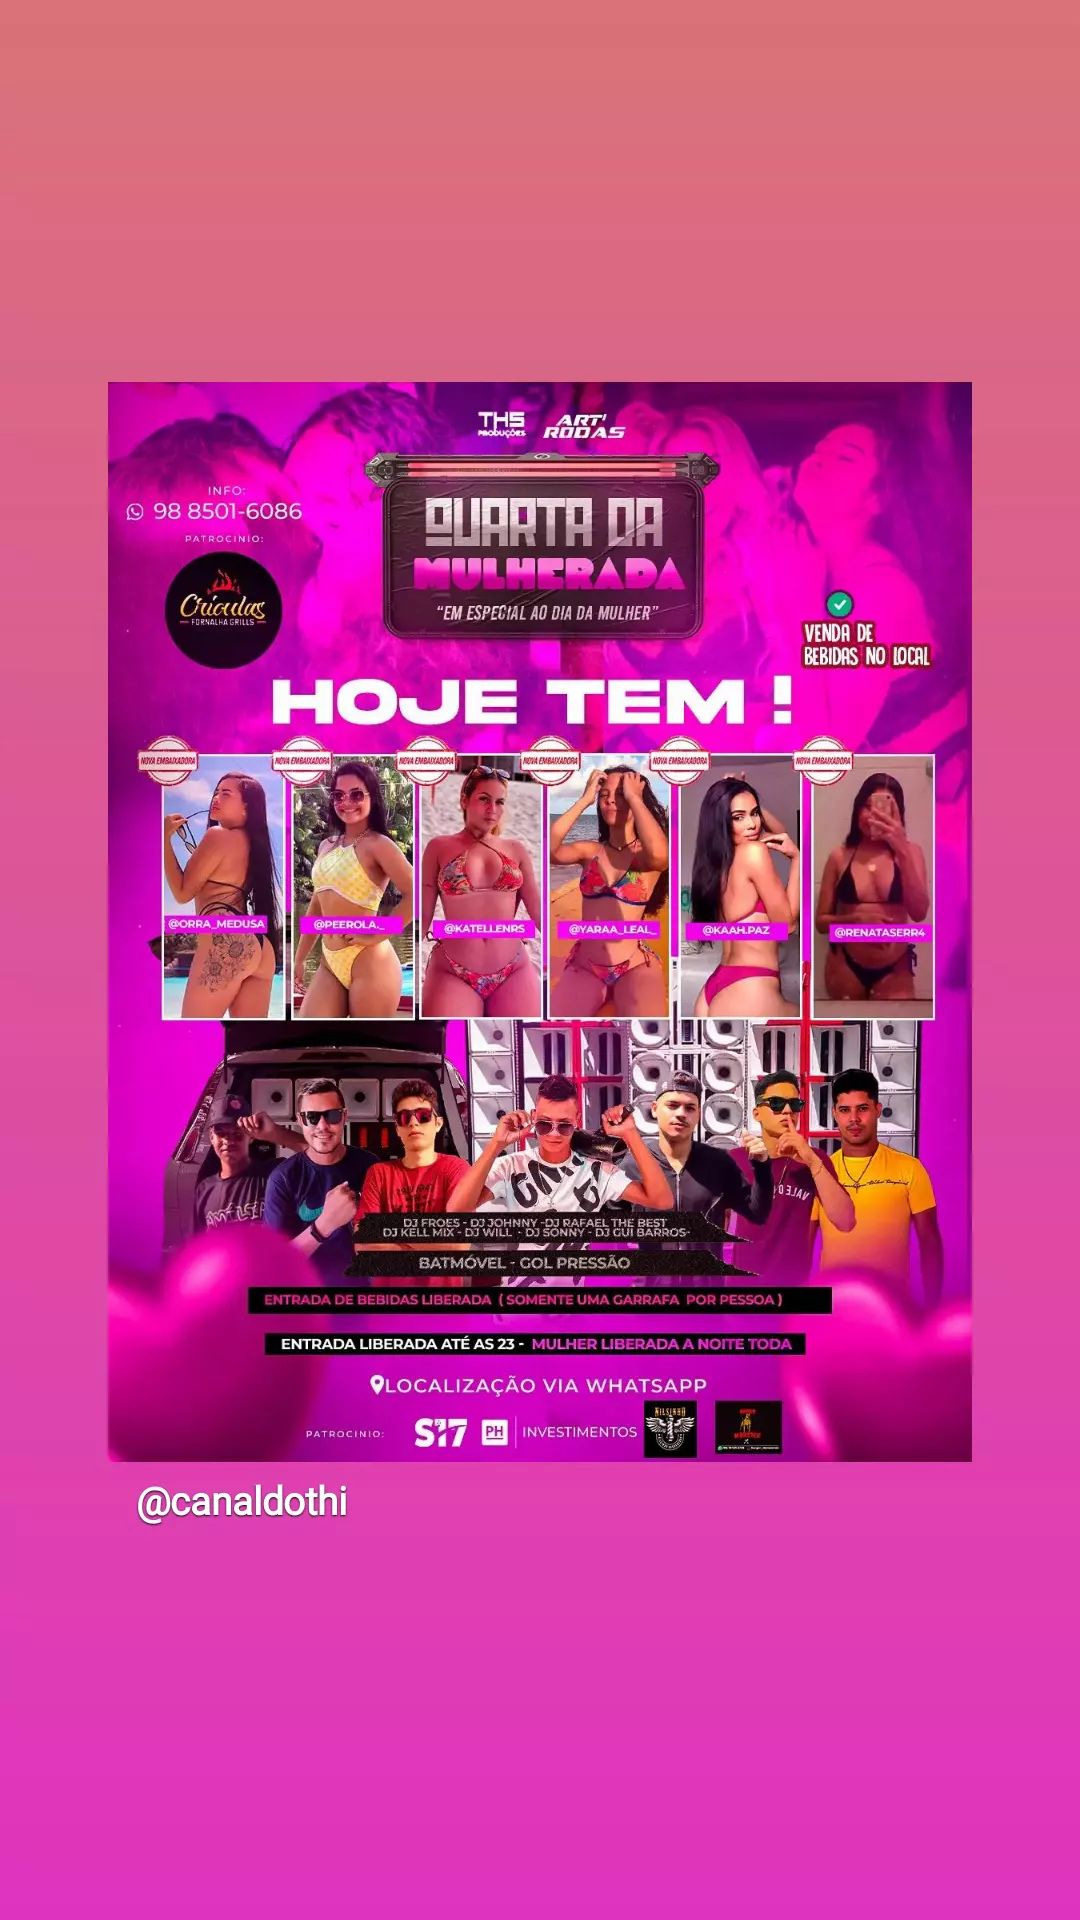 THS
PRODUÇÕES
ART'
RODAS
INFO:
98 8501-6086
PATROCINIO:
Crioulas
FORNALHA GRILLS
QUARTA DA
MULHERADA
"EM ESPECIAL AO DIA DA MULHER"
VENDA DE
BEBIDAS NO LOCAL
HOJE TEM !
NOVA EMBAIXADORA
NOVA EMBAIXADORA
NOVA EMBAIXADORA
NOVA EMBAIXADORA
NOVA EMBAIXADORA
NOVA EMBAIXADORA
@ORRA_MEDUSA
@PEEROLA._
@KATELLENRS
@YARAA_LEAL_
@KAAH.PAZ
@RENATASERR4
DJ FROES - DJ JOHNNY -DJ RAFAEL THE BEST
DJ KELL MIX - DJ WILL - DJ SONNY - DJ GUI BARROS-
BATMÓVEL - GOL PRESSÃO
ENTRADA DE BEBIDAS LIBERADA ( SOMENTE UMA GARRAFA POR PESSOA )
ENTRADA LIBERADA ATÉ AS 23 - MULHER LIBERADA A NOITE TODA
LOCALIZAÇÃO VIA WHATSAPP
PATROCINIO:
S17
PH
INVESTIMENTOS
NILSINHO
@canaldothi